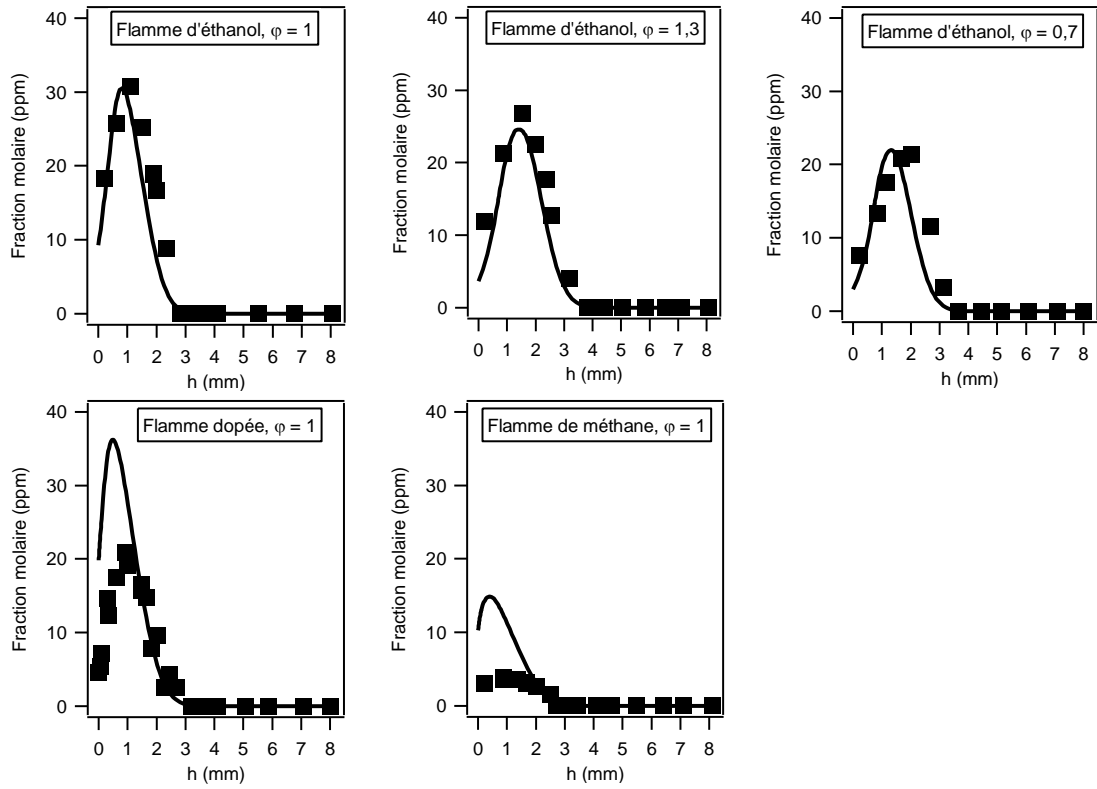 Flamme d'éthanol, φ = 1
Fraction molaire (ppm)
40
30
20
10
0
0 1 2 3 4 5 6 7 8
h (mm)
Flamme d'éthanol, φ = 1,3
Fraction molaire (ppm)
40
30
20
10
0
0 1 2 3 4 5 6 7 8
h (mm)
Flamme d'éthanol, φ = 0,7
Fraction molaire (ppm)
40
30
20
10
0
0 1 2 3 4 5 6 7 8
h (mm)
Flamme dopée, φ = 1
Fraction molaire (ppm)
40
30
20
10
0
0 1 2 3 4 5 6 7 8
h (mm)
Flamme de méthane, φ = 1
Fraction molaire (ppm)
40
30
20
10
0
0 1 2 3 4 5 6 7 8
h (mm)